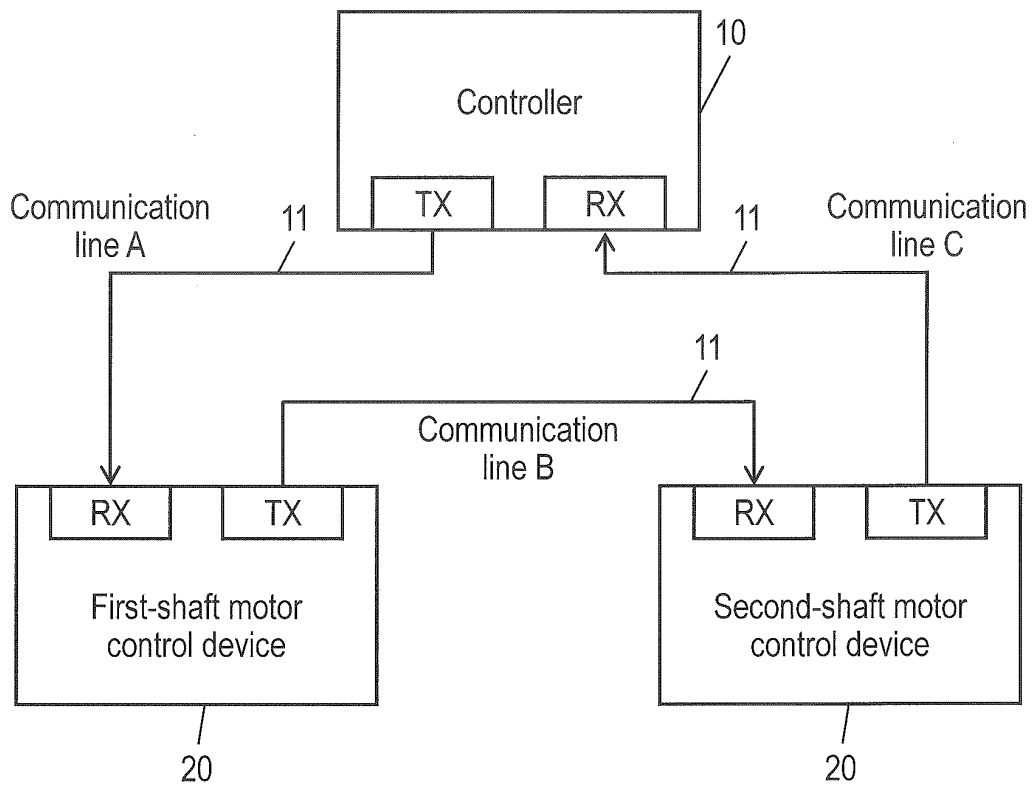 10
Controller
TX
RX
Communication
line A
11
11
Communication
line C
11
Communication
line B
RX
TX
First-shaft motor
control device
RX
TX
Second-shaft motor
control device
20
20